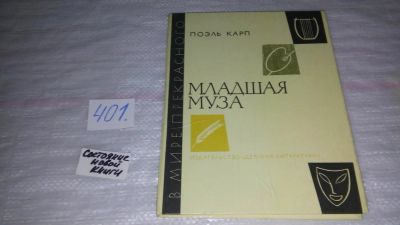 401.
Состояние
новой
книги
В МИРЕ ПРЕКРАСНОГО
ПОЭЛЬ КАРП
МЛАДШАЯ
МУЗА
ИЗДАТЕЛЬСТВО «ДЕТСКАЯ ЛИТЕРАТУРА»